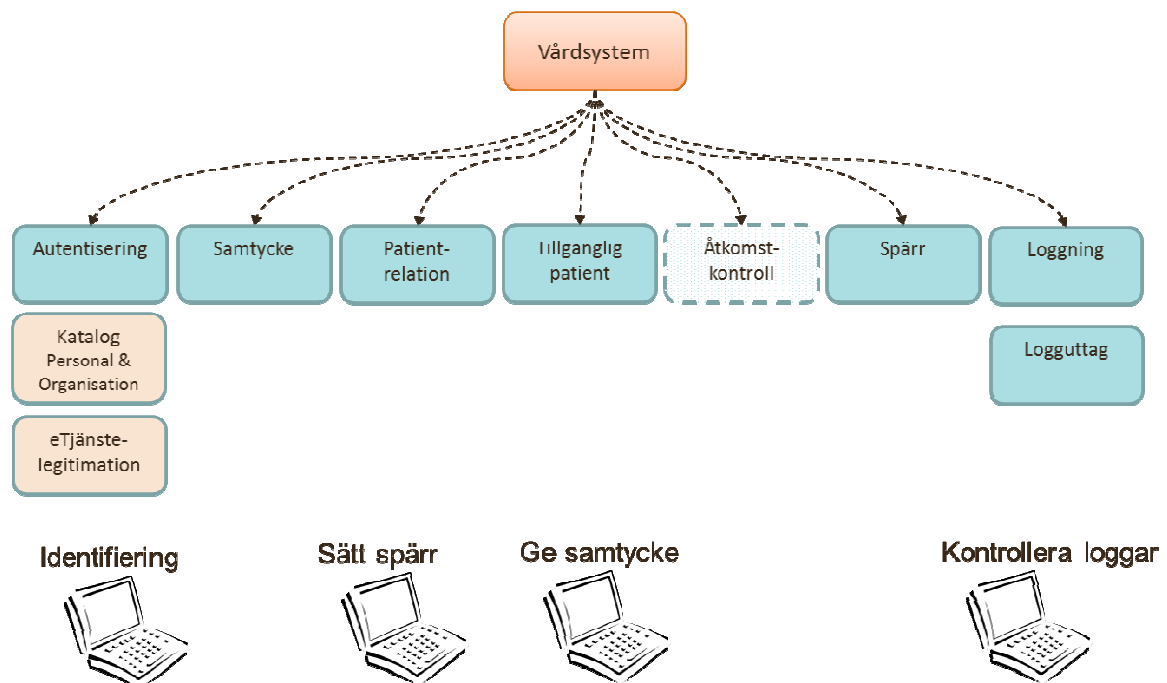 Vårdsystem
Autentisering
Samtycke
Patient-
relation
Tillganglig
patient
Åtkomst-
kontroll
Spärr
Loggning
Katalog
Personal &
Organisation
Logguttag
eTjänste-
legitimation
Identifiering
Sätt spärr
Ge samtycke
Kontrollera loggar